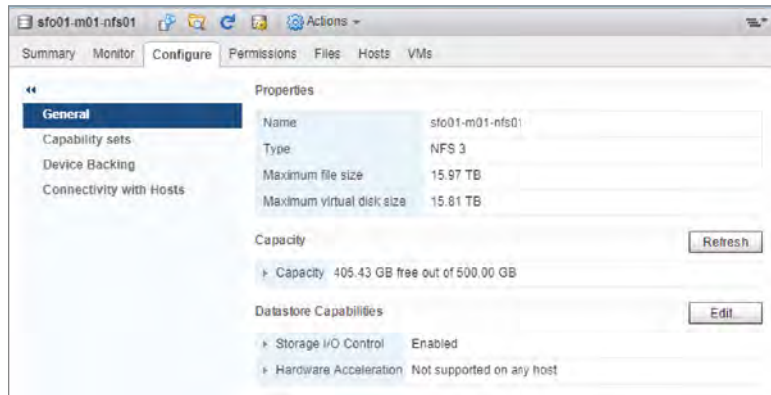 sfo01-m01-nfs01 Actions
Summary Monitor Configure Permissions Files Hosts VMs
General
Capability sets
Device Backing
Connectivity with Hosts
Properties
Name sfo01-m01-nfs01
Type NFS 3
Maximum file size 15.97 TB
Maximum virtual disk size 15.81 TB
Capacity Refresh
Capacity 405.43 GB free out of 500.00 GB
Datastore Capabilities Edit...
Storage I/O Control Enabled
Hardware Acceleration Not supported on any host